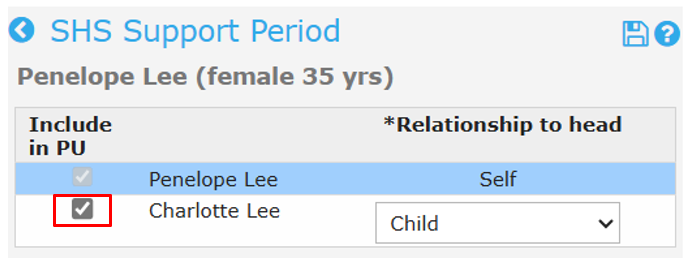 SHS Support Period
Penelope Lee (female 35 yrs)
Include in PU *Relationship to head
Penelope Lee Self
Charlotte Lee Child